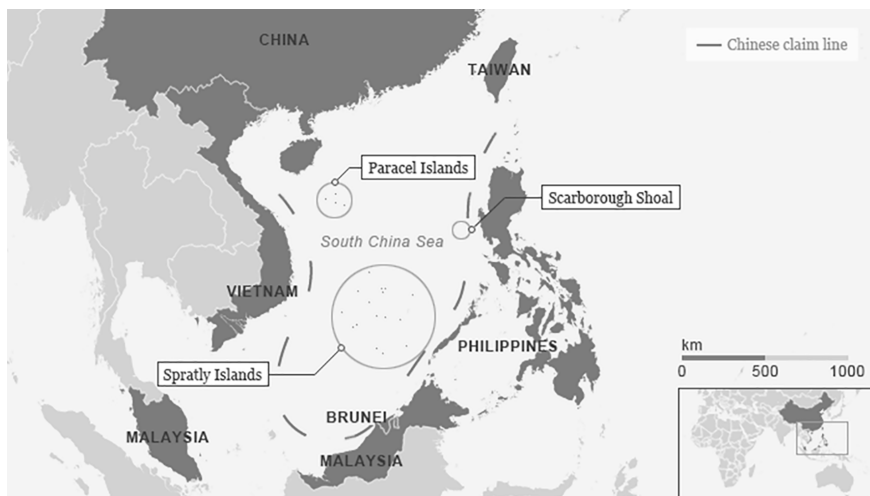 CHINA
TAIWAN
Chinese claim line
Paracel Islands
Scarborough Shoal
South China Sea
VIETNAM
Spratly Islands
PHILIPPINES
BRUNEI
MALAYSIA
MALAYSIA
km
0 500 1000